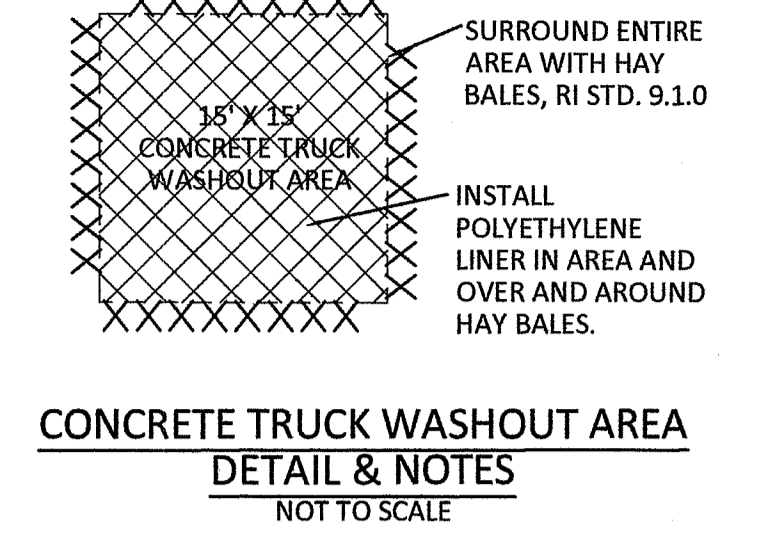 SURROUND ENTIRE
AREA WITH HAY
BALES, RI STD. 9.1.0
15' X 15'
CONCRETE TRUCK
WASHOUT AREA
INSTALL
POLYETHYLENE
LINER IN AREA AND
OVER AND AROUND
HAY BALES.
CONCRETE TRUCK WASHOUT AREA
DETAIL & NOTES
NOT TO SCALE